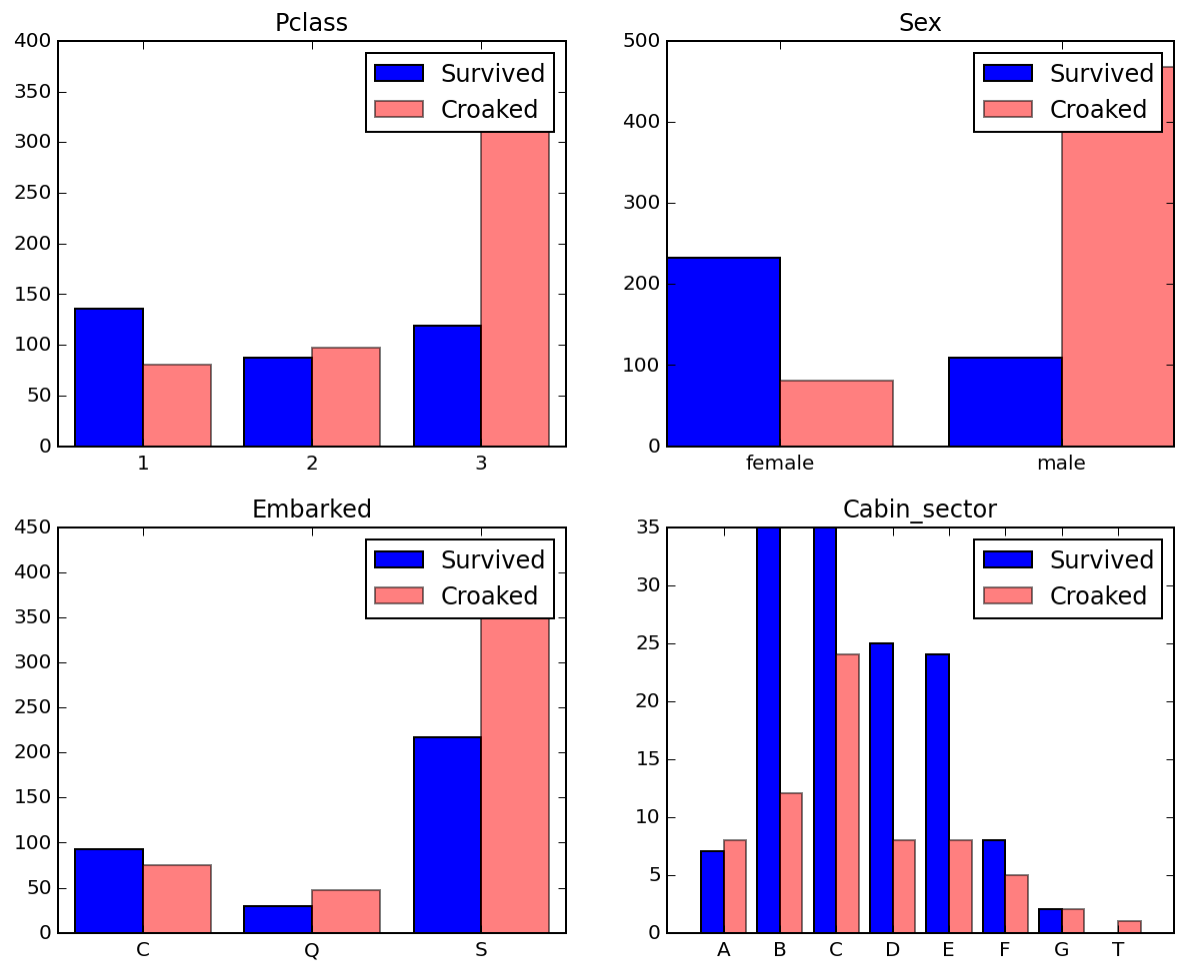 Pclass
400
350
300
250
200
150
100
50
0
Survived
Croaked
1 2 3
Sex
500
400
300
200
100
0
Survived
Croaked
female male
Embarked
450
400
350
300
250
200
150
100
50
0
Survived
Croaked
C Q S
Cabin_sector
35
30
25
20
15
10
5
0
Survived
Croaked
A B C D E F G T